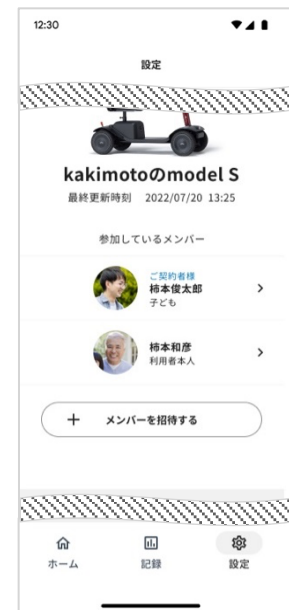 12:30
設定
kakimotoのmodel S
最終更新時刻 2022/07/20 13:25
参加しているメンバー
ご契約者様
柿本俊太郎
子ども
柿本和彦
利用者本人
メンバーを招待する
ホーム
記録
設定